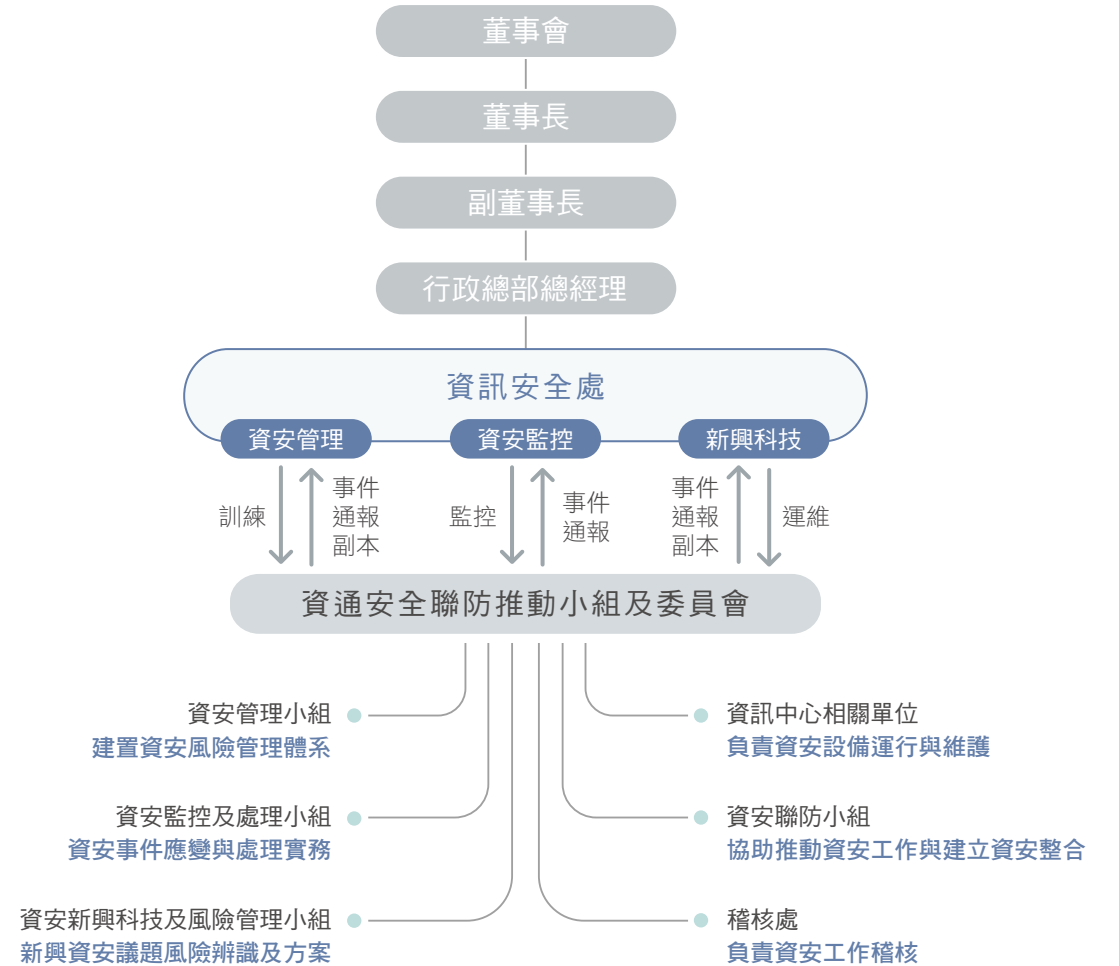 董事會
董事長
副董事長
行政總部總經理
資訊安全處
資安管理
資安監控
新興科技
訓練
事件
通報
副本
監控
事件
通報
事件
通報
副本
運維
資通安全聯防推動小組及委員會
資安管理小組
建置資安風險管理體系
資安監控及處理小組
資安事件應變與處理實務
資安新興科技及風險管理小組
新興資安議題風險辨識及方案
資訊中心相關單位
負責資安設備運行與維護
資安聯防小組
協助推動資安工作與建立資安整合
稽核處
負責資安工作稽核